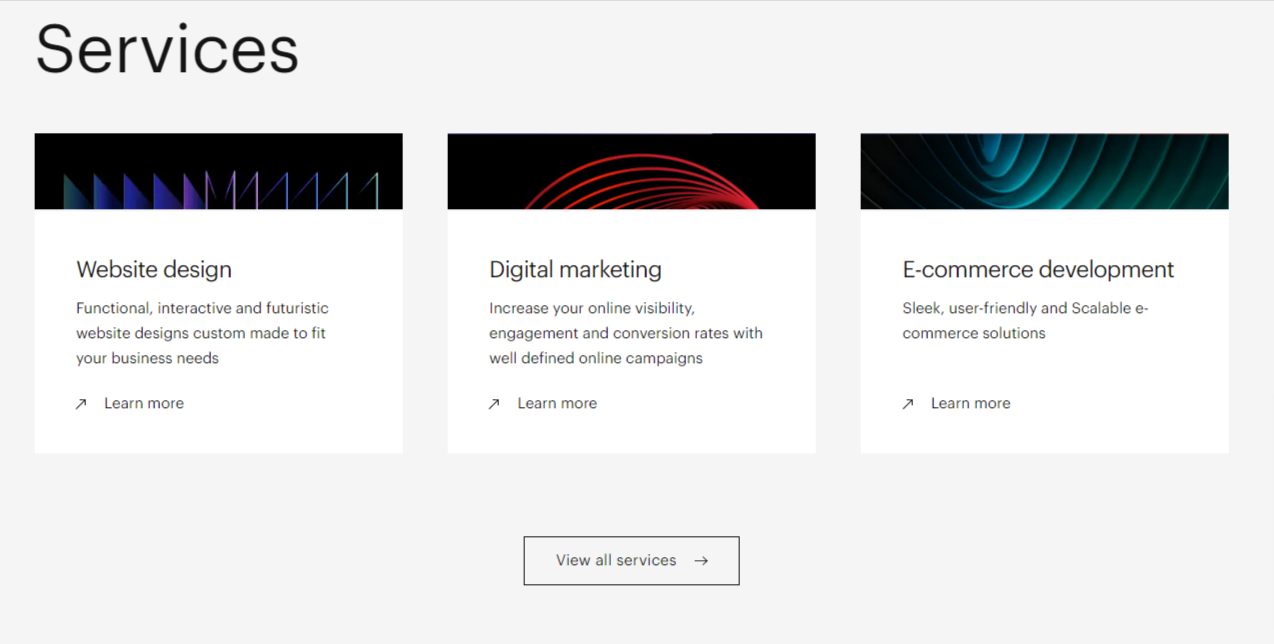 Services
Website design
Functional, interactive and futuristic
website designs custom made to fit
your business needs
Learn more
Digital marketing
Increase your online visibility,
engagement and conversion rates with
well defined online campaigns
Learn more
E-commerce development
Sleek, user-friendly and Scalable e-
commerce solutions
Learn more
View all services